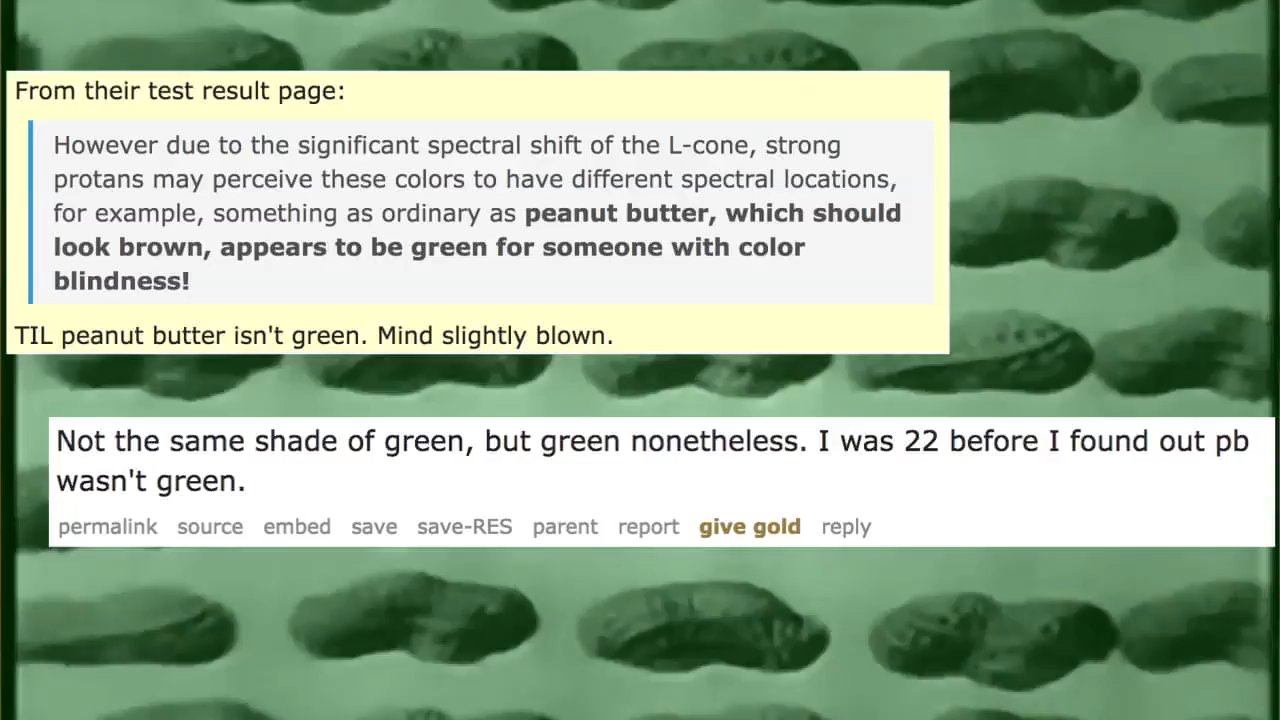 From their test result page:
However due to the significant spectral shift of the L-cone, strong
protans may perceive these colors to have different spectral locations,
for example, something as ordinary as peanut butter, which should
look brown, appears to be green for someone with color
blindness!
TIL peanut butter isn't green. Mind slightly blown.
Not the same shade of green, but green nonetheless. I was 22 before I found out pb
wasn't green.
permalink source embed save save-RES parent report give gold reply